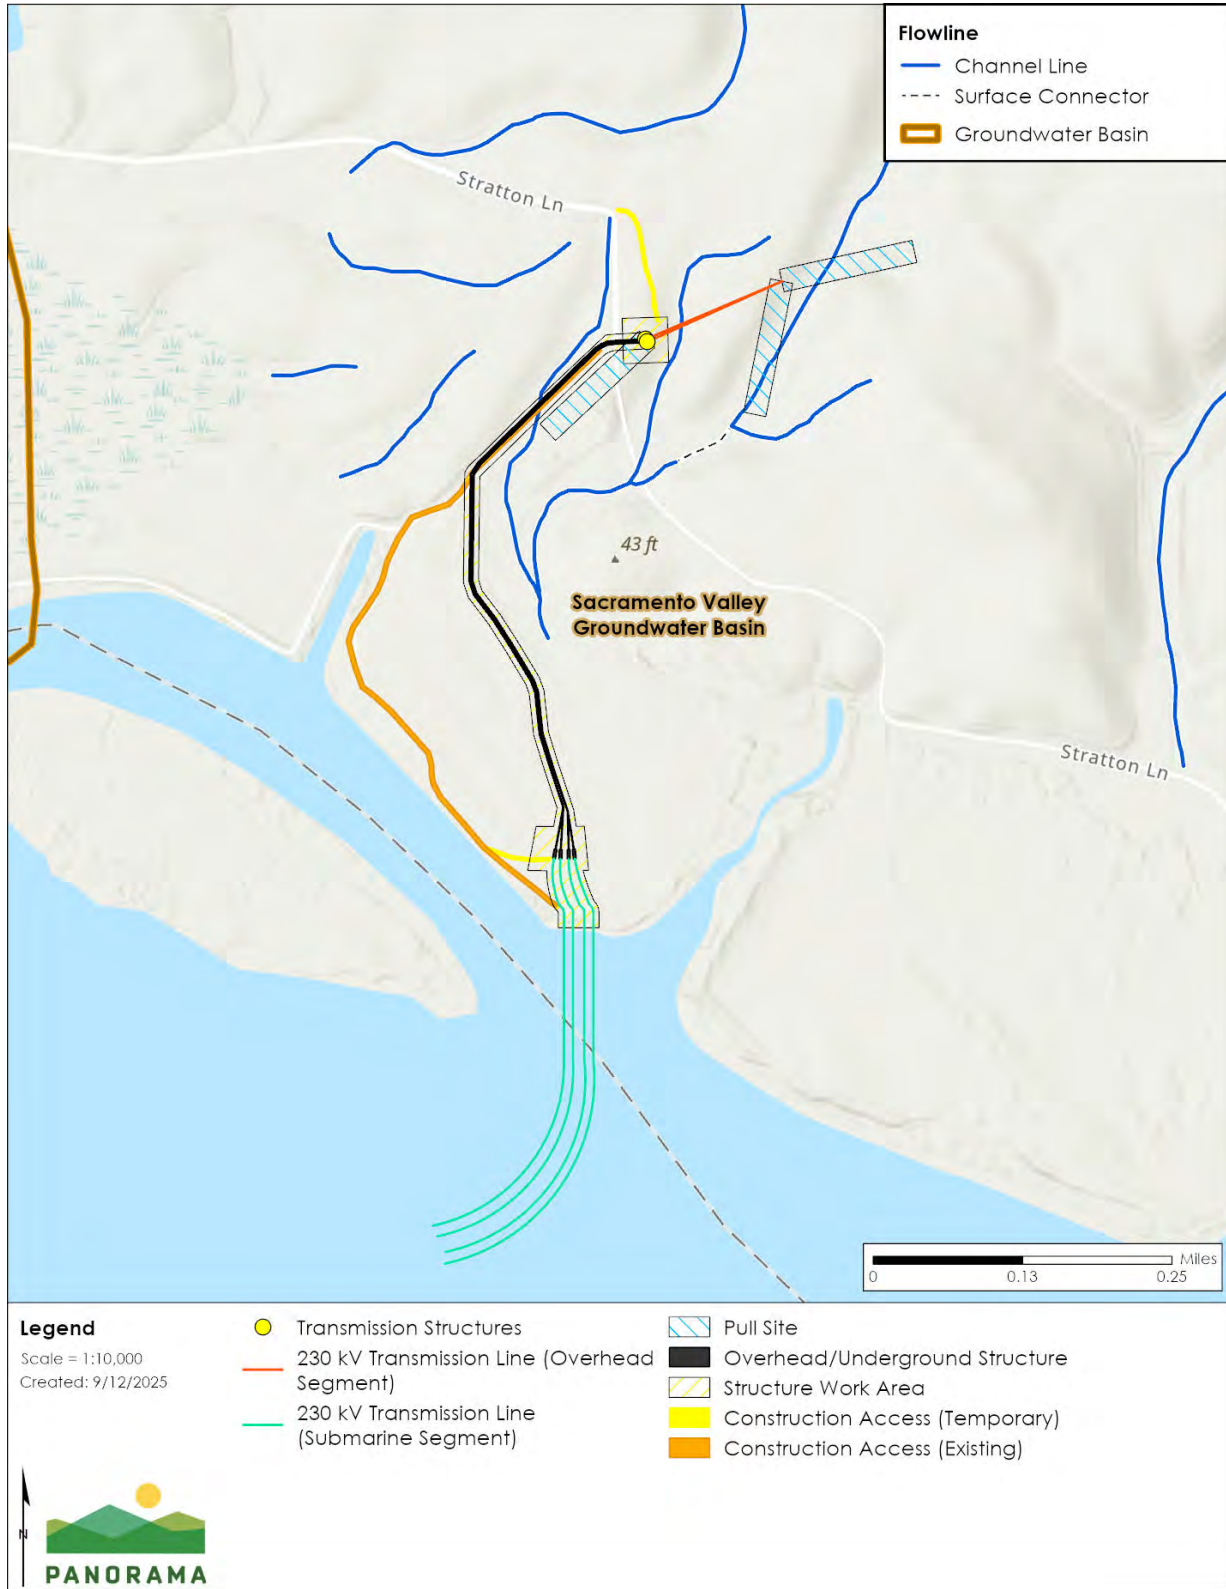 Flowline
Channel Line
Surface Connector
Groundwater Basin
Stratton Ln
43 ft
Sacramento Valley
Groundwater Basin
Stratton Ln
Miles
0
0.13
0.25
Legend
Scale = 1:10,000
Created: 9/12/2025
Transmission Structures
230 kV Transmission Line (Overhead
Segment)
230 kV Transmission Line
(Submarine Segment)
Pull Site
Overhead/Underground Structure
Structure Work Area
Construction Access (Temporary)
Construction Access (Existing)
N
PANORAMA